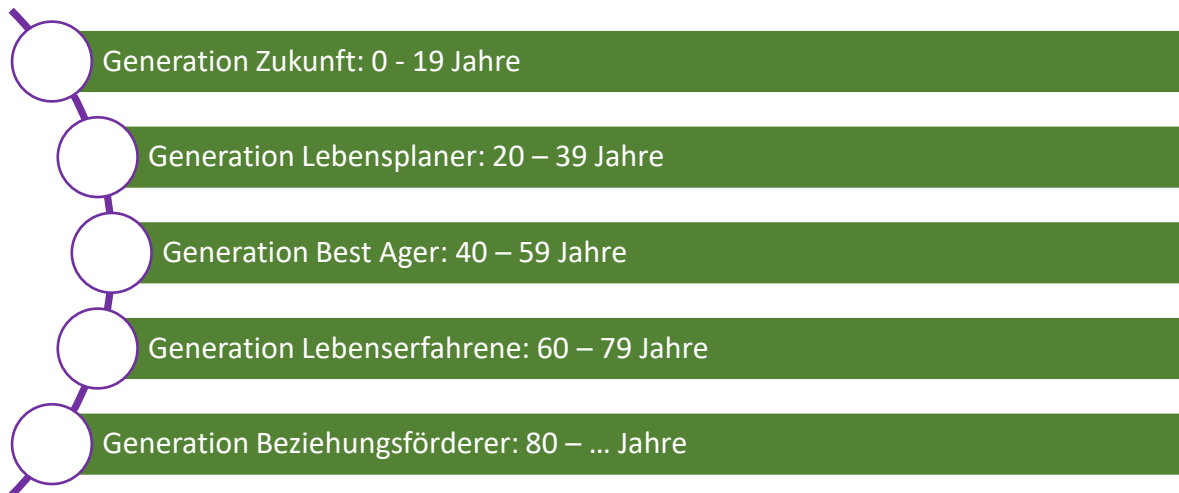 Generation Zukunft: 0 - 19 Jahre
Generation Lebensplaner: 20 – 39 Jahre
Generation Best Ager: 40 – 59 Jahre
Generation Lebenserfahrene: 60 – 79 Jahre
Generation Beziehungsförderer: 80 – … Jahre